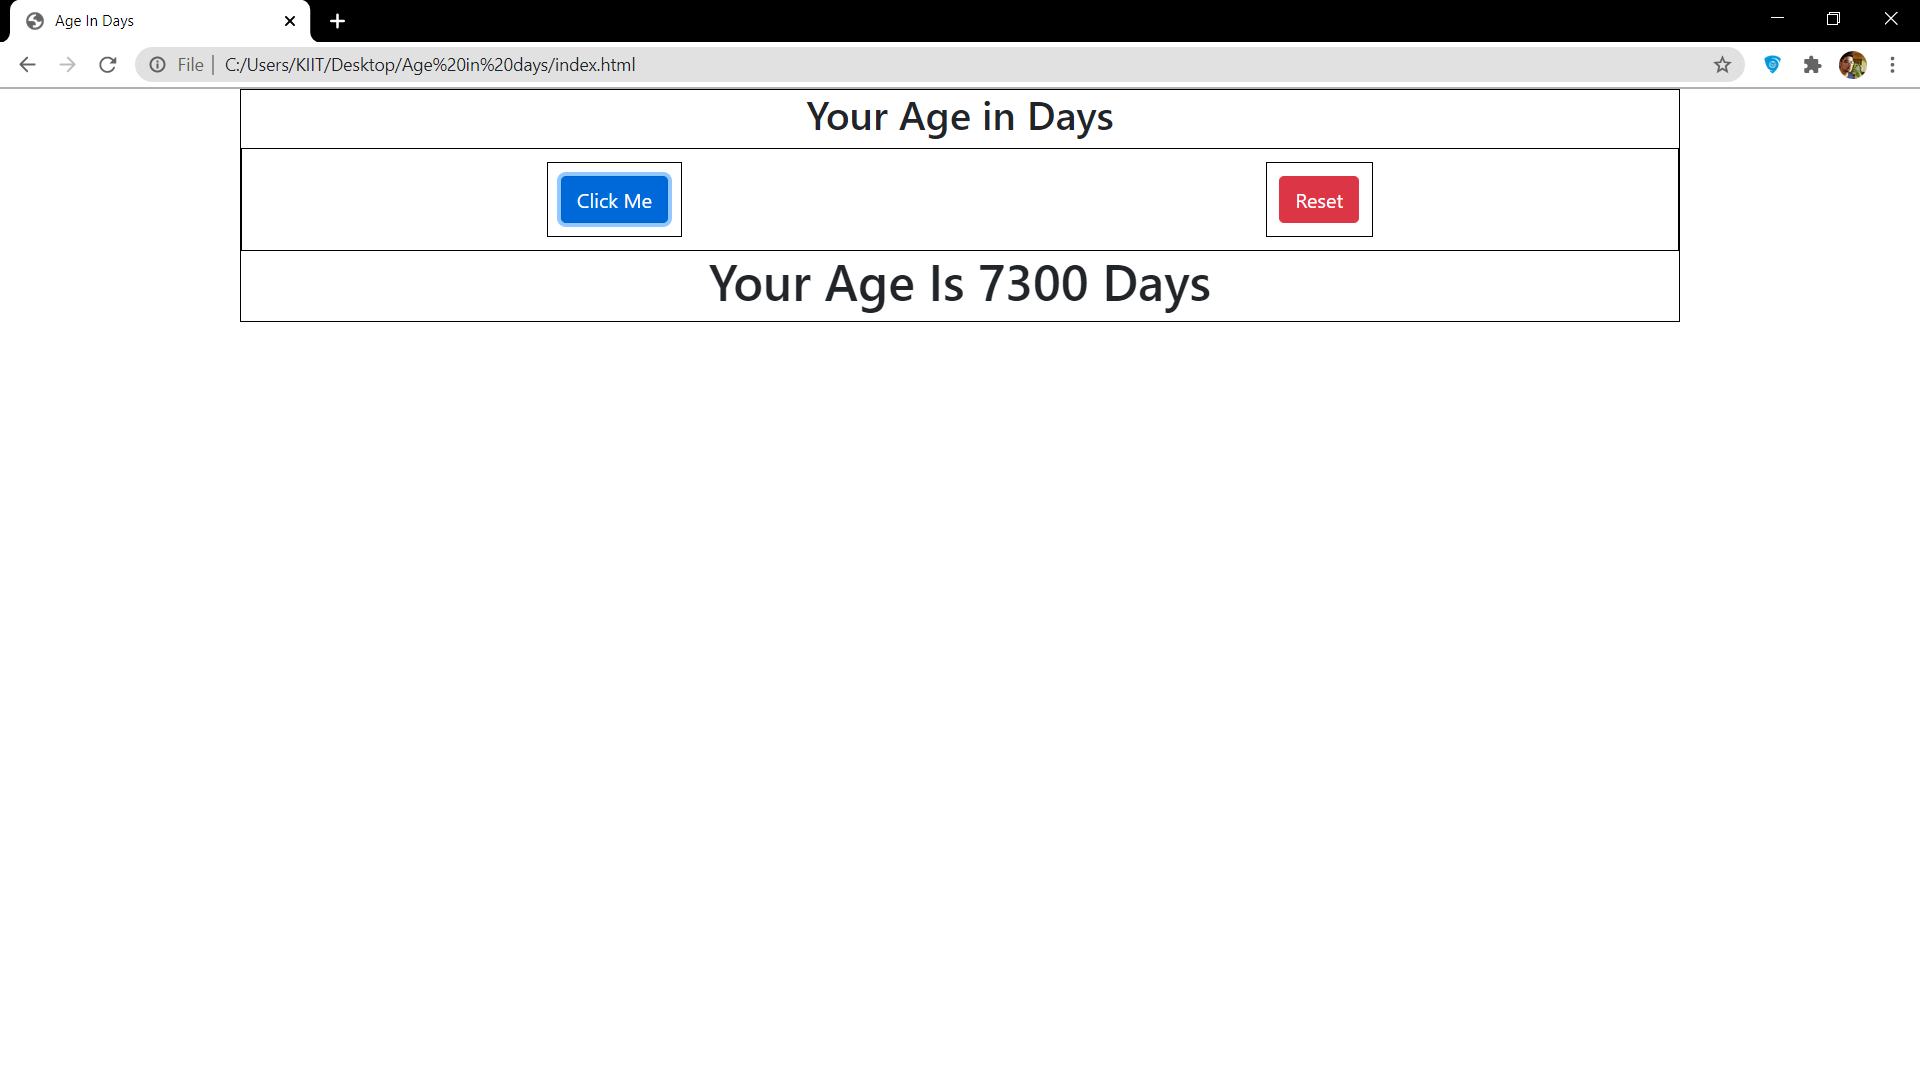 Age In Days
File | C:/Users/KIIT/Desktop/Age%20in%20days/index.html
Your Age in Days
Click Me
Reset
Your Age Is 7300 Days